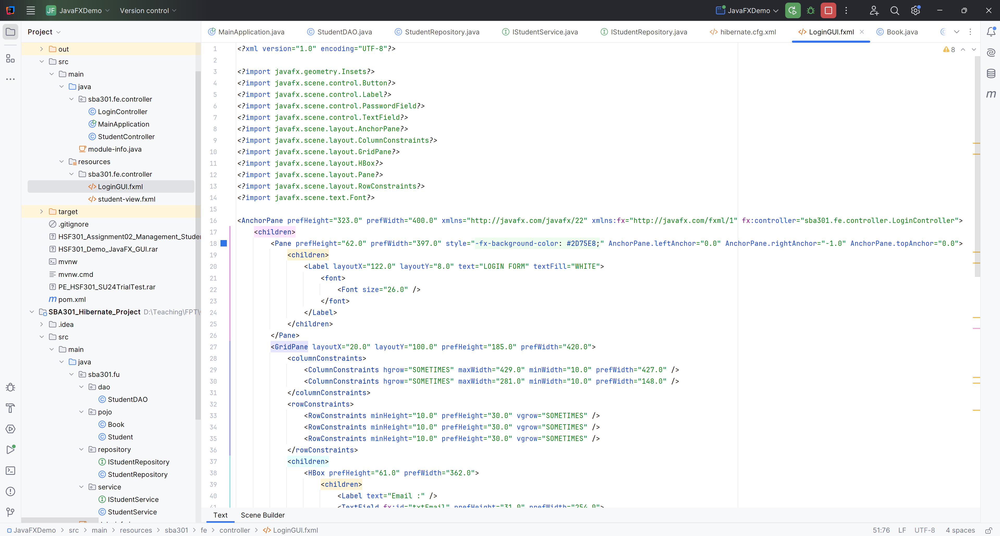 JF JavaFXDemo Version control JavaFXDemo
Project
out
src
main
java
sba301.fe.controller
LoginController
MainApplication
StudentController
module-info.java
resources
sba301.fe.controller
LoginGUI.fxml
student-view.fxml
target
.gitignore
HSF301_Assignment02_Management_Studen
HSF301_Demo_JavaFX_GUI.rar
mvnw
mvnw.cmd
PE_HSF301_SU24TrialTest.rar
pom.xml
SBA301_Hibernate_Project D:\Teaching\FPT\
.idea
src
main
java
sba301.fu
dao
StudentDAO
pojo
Book
Student
repository
IStudentRepository
StudentRepository
service
IStudentService
StudentService
MainApplication.java StudentDAO.java StudentRepository.java IStudentService.java IStudentRepository.java hibernate.cfg.xml LoginGUI.fxml Book.java
8
1 <?xml version="1.0" encoding="UTF-8"?>
2
3 <?import javafx.geometry.Insets?>
4 <?import javafx.scene.control.Button?>
5 <?import javafx.scene.control.Label?>
6 <?import javafx.scene.control.PasswordField?>
7 <?import javafx.scene.control.TextField?>
8 <?import javafx.scene.layout.AnchorPane?>
9 <?import javafx.scene.layout.ColumnConstraints?>
10 <?import javafx.scene.layout.GridPane?>
11 <?import javafx.scene.layout.HBox?>
12 <?import javafx.scene.layout.Pane?>
13 <?import javafx.scene.layout.RowConstraints?>
14 <?import javafx.scene.text.Font?>
15
16 <AnchorPane prefHeight="323.0" prefWidth="400.0" xmlns="http://javafx.com/javafx/22" xmlns:fx="http://javafx.com/fxml/1" fx:controller="sba301.fe.controller.LoginController">
17 <children>
18 <Pane prefHeight="62.0" prefWidth="397.0" style="-fx-background-color: #2D75E8;" AnchorPane.leftAnchor="0.0" AnchorPane.rightAnchor="-1.0" AnchorPane.topAnchor="0.0">
19 <children>
20 <Label layoutX="122.0" layoutY="8.0" text="LOGIN FORM" textFill="WHITE">
21 <font>
22 <Font size="26.0" />
23 </font>
24 </Label>
25 </children>
26 </Pane>
27 <GridPane layoutX="20.0" layoutY="100.0" prefHeight="185.0" prefWidth="420.0">
28 <columnConstraints>
29 <ColumnConstraints hgrow="SOMETIMES" maxWidth="429.0" minWidth="10.0" prefWidth="427.0" />
30 <ColumnConstraints hgrow="SOMETIMES" maxWidth="281.0" minWidth="10.0" prefWidth="148.0" />
31 </columnConstraints>
32 <rowConstraints>
33 <RowConstraints minHeight="10.0" prefHeight="30.0" vgrow="SOMETIMES" />
34 <RowConstraints minHeight="10.0" prefHeight="30.0" vgrow="SOMETIMES" />
35 <RowConstraints minHeight="10.0" prefHeight="30.0" vgrow="SOMETIMES" />
36 </rowConstraints>
37 <children>
38 <HBox prefHeight="61.0" prefWidth="362.0">
39 <children>
40 <Label text="Email :" />
41 <TextField fx:id="txtEmail" prefHeight="31.0" prefWidth="254.0">
Text Scene Builder
JavaFXDemo > src > main > resources > sba301 > fe > controller > LoginGUI.fxml 51:76 LF UTF-8 4 spaces